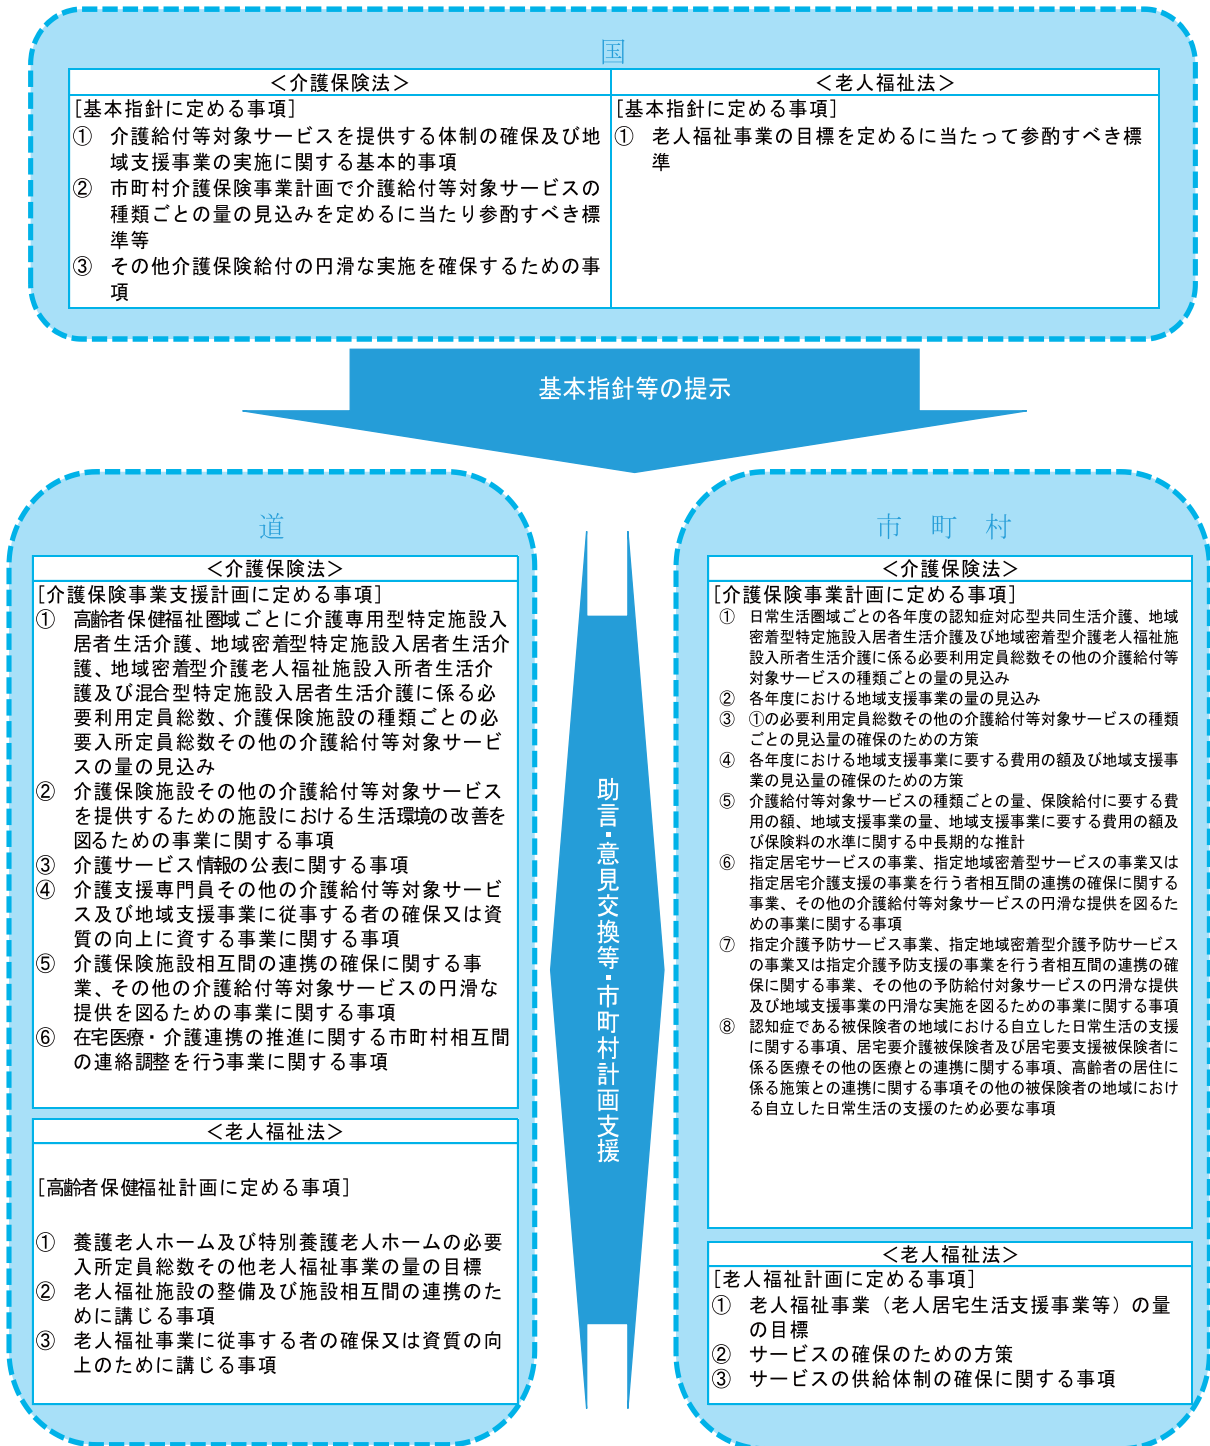 国
＜介護保険法＞
[基本指針に定める事項]
① 介護給付等対象サービスを提供する体制の確保及び地
域支援事業の実施に関する基本的事項
② 市町村介護保険事業計画で介護給付等対象サービスの
種類ごとの量の見込みを定めるに当たり参酌すべき標
準等
③ その他介護保険給付の円滑な実施を確保するための事
項
＜老人福祉法＞
[基本指針に定める事項]
① 老人福祉事業の目標を定めるに当たって参酌すべき標
準
基本指針等の提示
道
＜介護保険法＞
[介護保険事業支援計画に定める事項]
① 高齢者保健福祉圏域ごとに介護専用型特定施設入
居者生活介護、地域密着型特定施設入居者生活介
護、地域密着型介護老人福祉施設入所者生活介
護及び混合型特定施設入居者生活介護に係る必
要利用定員総数、介護保険施設の種類ごとの必
要入所定員総数その他の介護給付等対象サービ
スの量の見込み
② 介護保険施設その他の介護給付等対象サービス
を提供するための施設における生活環境の改善を
図るための事業に関する事項
③ 介護サービス情報の公表に関する事項
④ 介護支援専門員その他の介護給付等対象サービ
ス及び地域支援事業に従事する者の確保又は資
質の向上に資する事業に関する事項
⑤ 介護保険施設相互間の連携の確保に関する事
業、その他の介護給付等対象サービスの円滑な
提供を図るための事業に関する事項
⑥ 在宅医療・介護連携の推進に関する市町村相互間
の連絡調整を行う事業に関する事項
＜老人福祉法＞
[高齢者保健福祉計画に定める事項]
① 養護老人ホーム及び特別養護老人ホームの必要
入所定員総数その他老人福祉事業の量の目標
② 老人福祉施設の整備及び施設相互間の連携のた
めに講じる事項
③ 老人福祉事業に従事する者の確保又は資質の向
上のために講じる事項
助言・意見交換等・市町村計画支援
市 町 村
＜介護保険法＞
[介護保険事業計画に定める事項]
① 日常生活圏域ごとの各年度の認知症対応型共同生活介護、地域
密着型特定施設入居者生活介護及び地域密着型介護老人福祉施
設入所者生活介護に係る必要利用定員総数その他の介護給付等
対象サービスの種類ごとの量の見込み
② 各年度における地域支援事業の量の見込み
③ ①の必要利用定員総数その他の介護給付等対象サービスの種類
ごとの見込量の確保のための方策
④ 各年度における地域支援事業に要する費用の額及び地域支援事
業の見込量の確保のための方策
⑤ 介護給付等対象サービスの種類ごとの量、保険給付に要する費
用の額、地域支援事業の量、地域支援事業に要する費用の額及
び保険料の水準に関する中長期的な推計
⑥ 指定居宅サービスの事業、指定地域密着型サービスの事業又は
指定居宅介護支援の事業を行う者相互間の連携の確保に関する
事業、その他の介護給付等対象サービスの円滑な提供を図るた
めの事業に関する事項
⑦ 指定介護予防サービス事業、指定地域密着型介護予防サービス
の事業又は指定介護予防支援の事業を行う者相互間の連携の確
保に関する事業、その他の予防給付対象サービスの円滑な提供
及び地域支援事業の円滑な実施を図るための事業に関する事項
⑧ 認知症である被保険者の地域における自立した日常生活の支援
に関する事項、居宅要介護被保険者及び居宅要支援被保険者に
係る医療その他の医療との連携に関する事項、高齢者の居住に
係る施策との連携に関する事項その他の被保険者の地域におけ
る自立した日常生活の支援のため必要な事項
＜老人福祉法＞
[老人福祉計画に定める事項]
① 老人福祉事業（老人居宅生活支援事業等）の量
の目標
② サービスの確保のための方策
③ サービスの供給体制の確保に関する事項